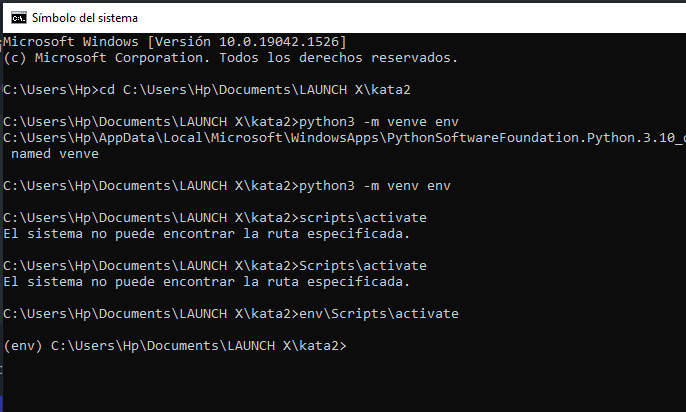 Símbolo del sistema
Microsoft Windows [Versión 10.0.19042.1526]
(c) Microsoft Corporation. Todos los derechos reservados.
C:\Users\Hp>cd C:\Users\Hp\Documents\LAUNCH X\kata2
C:\Users\Hp\Documents\LAUNCH X\kata2>python3 -m venve env
C:\Users\Hp\AppData\Local\Microsoft\WindowsApps\PythonSoftwareFoundation.Python.3.10_
named venve
C:\Users\Hp\Documents\LAUNCH X\kata2>python3 -m venv env
C:\Users\Hp\Documents\LAUNCH X\kata2>scripts\activate
El sistema no puede encontrar la ruta especificada.
C:\Users\Hp\Documents\LAUNCH X\kata2>Scripts\activate
El sistema no puede encontrar la ruta especificada.
C:\Users\Hp\Documents\LAUNCH X\kata2>env\Scripts\activate
(env) C:\Users\Hp\Documents\LAUNCH X\kata2>